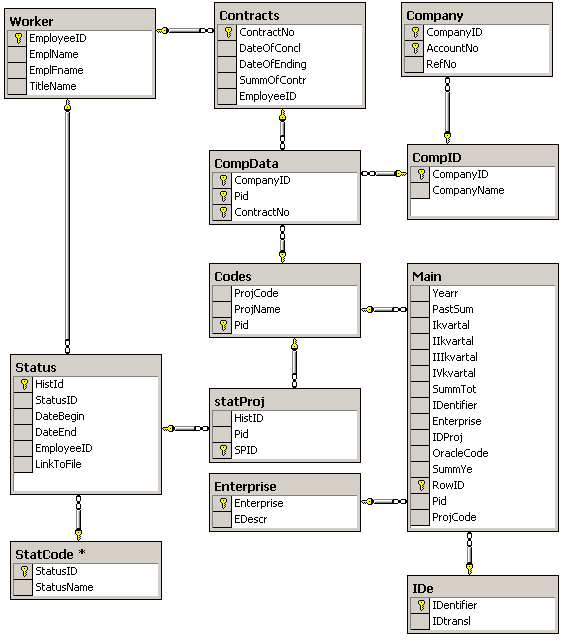 Worker
EmployeeID
EmplName
EmplFname
TitleName
Contracts
ContractNo
DateOfConcl
DateOfEnding
SummOfContr
EmployeeID
Company
CompanyID
AccountNo
RefNo
CompData
CompanyID
Pid
ContractNo
CompID
CompanyID
CompanyName
Codes
ProjCode
ProjName
Pid
Main
Yearr
PastSum
Ikvartal
IIkvartal
IIIkvartal
IVkvartal
SummTot
IDentifier
Enterprise
IDProj
OracleCode
SummYe
RowID
Pid
ProjCode
Status
HistId
StatusID
DateBegin
DateEnd
EmployeeID
LinkToFile
statProj
HistID
Pid
SPID
Enterprise
Enterprise
EDescr
StatCode *
StatusID
StatusName
IDe
IDentifier
IDtransl